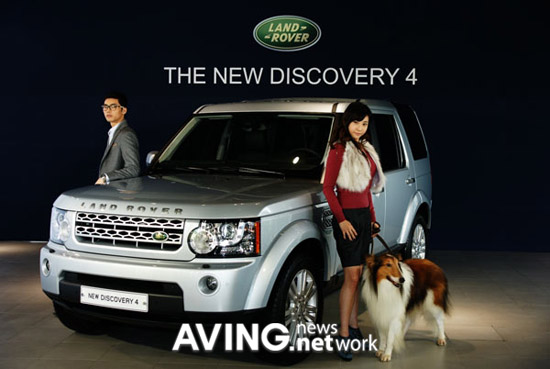 LAND
ROVER
THE NEW DISCOVERY 4
LAND ROVER
NEW DISCOVERY 4
AVING.news
network